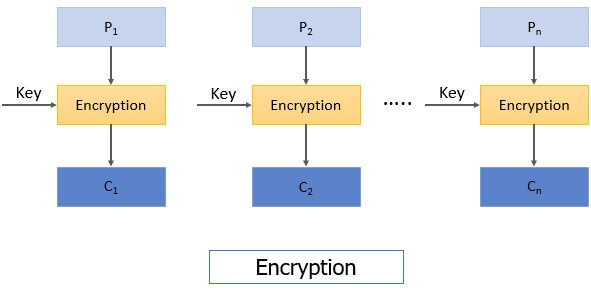 P₁ P₂ Pₙ
Key Encryption Key Encryption ..... Key Encryption
C₁ C₂ Cₙ
Encryption